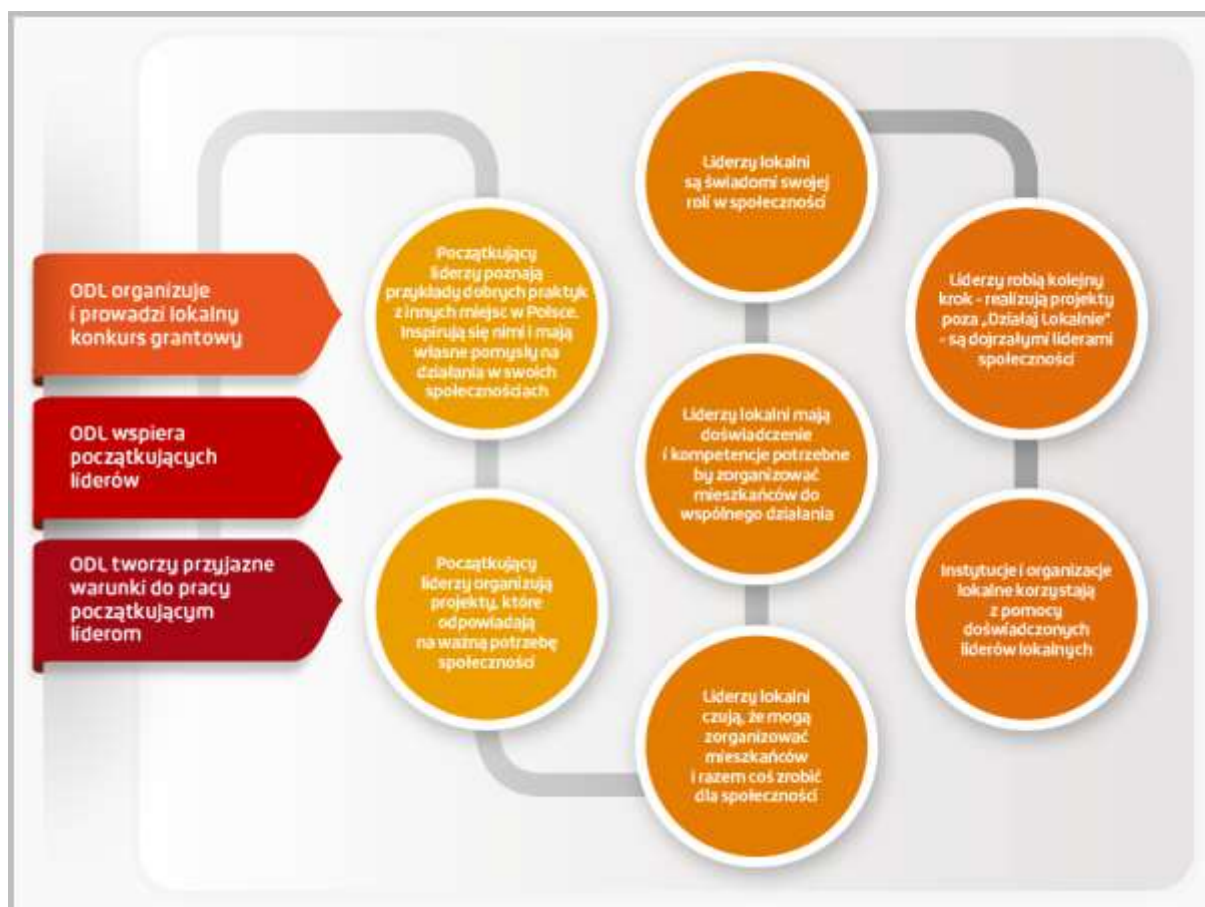 ODL organizuje
i prowadzi lokalny
konkurs grantowy
ODL wspiera
początkujących
liderów
ODL tworzy przyjazne
warunki do pracy
początkującym
liderom
Początkujący
liderzy poznają
przykłady dobrych praktyk
z innych miejsc w Polsce.
Inspirują się nimi i mają
własne pomysły na
działania w swoich
społecznościach
Początkujący
liderzy organizują
projekty, które
odpowiadają
na ważną potrzebę
społeczności
Liderzy lokalni
czują, że mogą
zorganizować
mieszkańców
i razem coś zrobić
dla społeczności
Liderzy lokalni mają
doświadczenie
i kompetencje potrzebne
by zorganizować
mieszkańców do
wspólnego działania
Liderzy lokalni
są świadomi swojej
roli w społeczności
Liderzy robią kolejny
krok - realizują projekty
poza „Działaj Lokalnie”
- są dojrzałymi liderami
społeczności
Instytucje i organizacje
lokalne korzystają
z pomocy
doświadczonych
liderów lokalnych